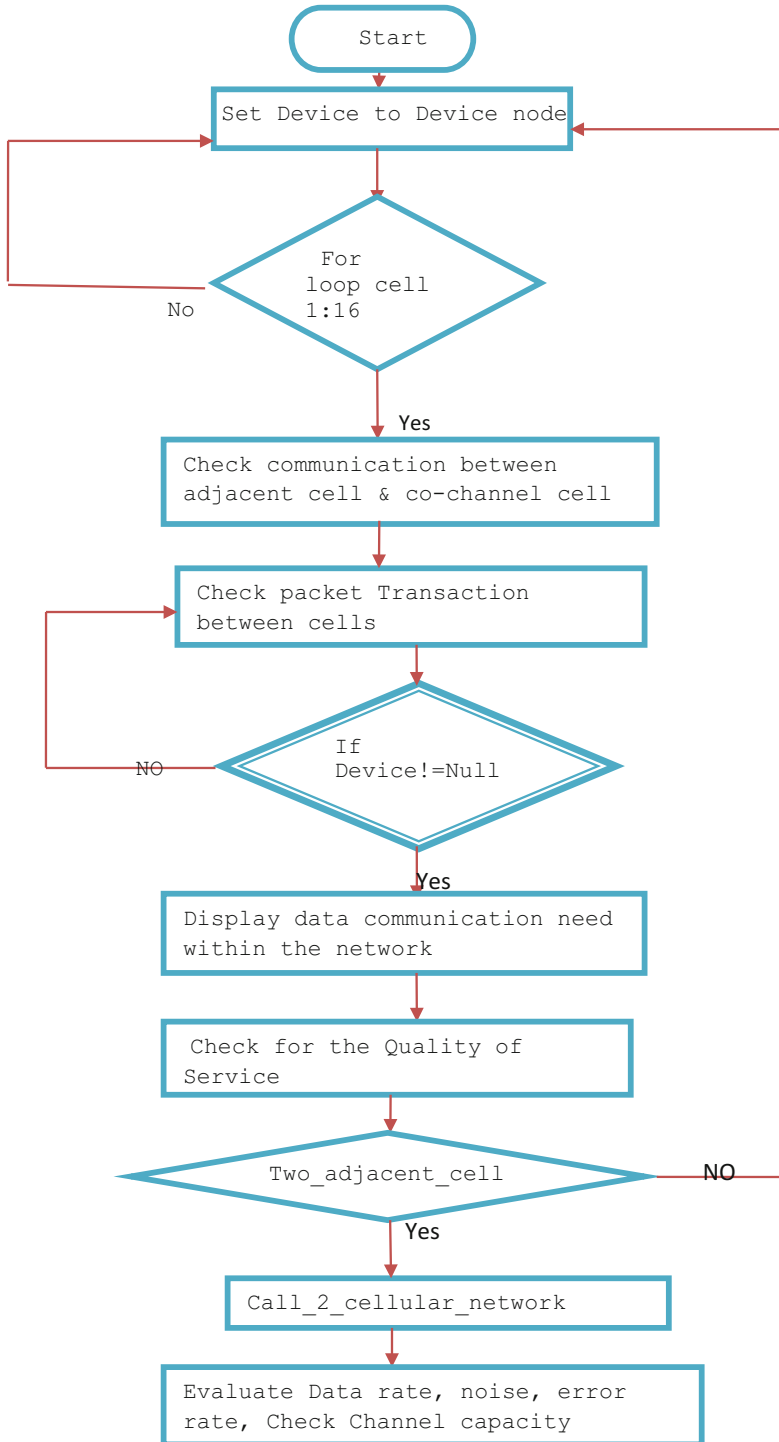 Start
Set Device to Device node
For
loop cell
1:16
No
Yes
Check communication between
adjacent cell & co-channel cell
Check packet Transaction
between cells
If
Device!=Null
NO
Yes
Display data communication need
within the network
Check for the Quality of
Service
Two_adjacent_cell
NO
Yes
Call_2_cellular_network
Evaluate Data rate, noise, error
rate, Check Channel capacity